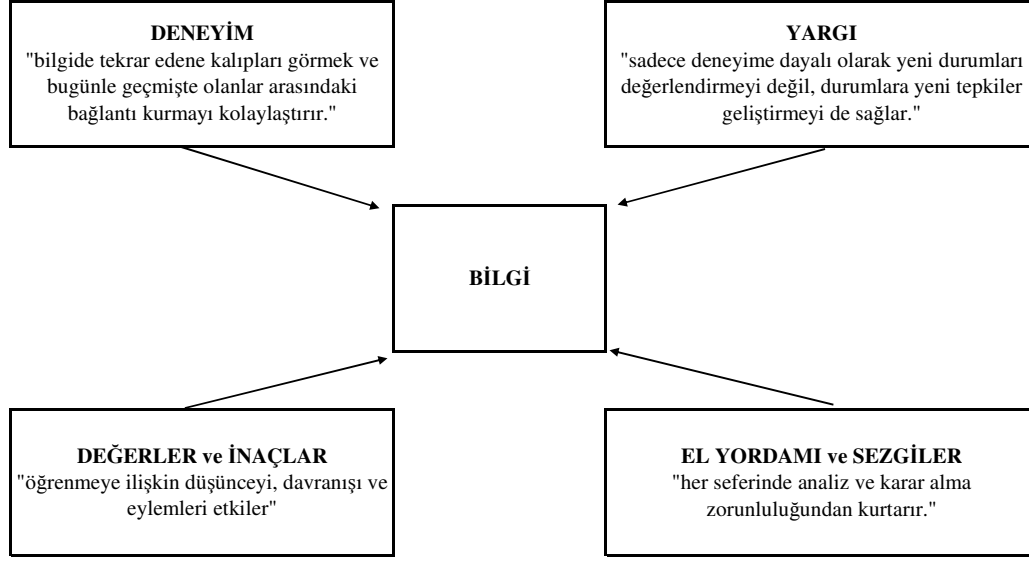 DENEYİM
"bilgide tekrar edene kalıpları görmek ve
bugünle geçmişte olanlar arasındaki
bağlantı kurmayı kolaylaştırır."
YARGI
"sadece deneyime dayalı olarak yeni durumları
değerlendirmeyi değil, durumlara yeni tepkiler
geliştirmeyi de sağlar."
BİLGİ
DEĞERLER ve İNAÇLAR
"öğrenmeye ilişkin düşünceyi, davranışı ve
eylemleri etkiler"
EL YORDAMI ve SEZGİLER
"her seferinde analiz ve karar alma
zorunluluğundan kurtarır."